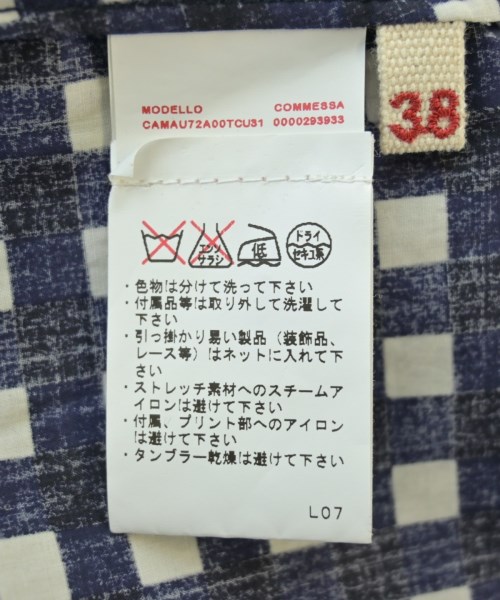 MODELLO COMMESSA
CAMAU72A00TCU31 0000293933
38
エンソ
サラシ
低
ドライ
セキユ系
・色物は分けて洗って下さい
・付属品等は取り外して洗濯して
下さい
・引っ掛かり易い製品（装飾品、
レース等）はネットに入れて下
さい
・ストレッチ素材へのスチームア
イロンは避けて下さい
・付属、プリント部へのアイロン
は避けて下さい
・タンブラー乾燥は避けて下さい
L07